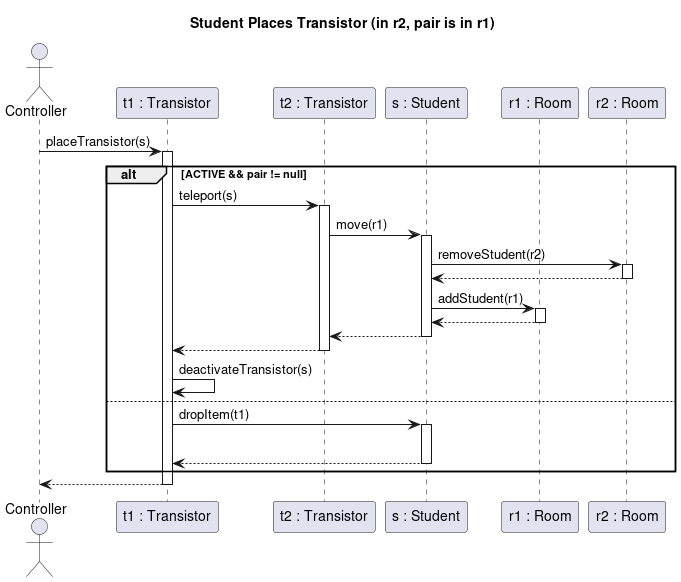 Student Places Transistor (in r2, pair is in r1)
Controller
t1 : Transistor
t2 : Transistor
s : Student
r1 : Room
r2 : Room
placeTransistor(s)
alt
[ACTIVE && pair != null]
teleport(s)
move(r1)
removeStudent(r2)
addStudent(r1)
deactivateTransistor(s)
dropItem(t1)
Controller
t1 : Transistor
t2 : Transistor
s : Student
r1 : Room
r2 : Room